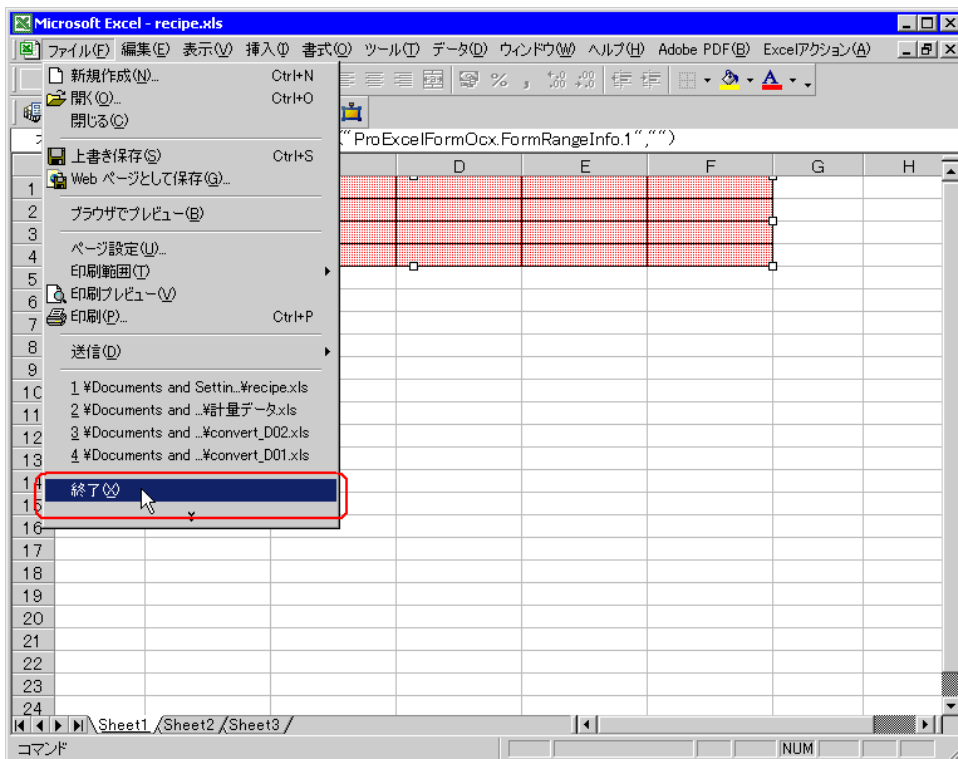 Microsoft Excel - recipe.xls
ファイル(F) 編集(E) 表示(V) 挿入(I) 書式(O) ツール(T) データ(D) ウィンドウ(W) ヘルプ(H) Adobe PDF(B) Excelアクション(A)
新規作成(N)... Ctrl+N
開く(O)... Ctrl+O
閉じる(C)
("ProExcelFormOcx.FormRangeInfo.1","")
上書き保存(S) Ctrl+S
Web ページとして保存(G)...
ブラウザでプレビュー(B)
ページ設定(U)...
印刷範囲(T)
印刷プレビュー(V)
印刷(P)... Ctrl+P
送信(D)
1 ¥Documents and Settin...¥recipe.xls
2 ¥Documents and ...¥計量データ.xls
3 ¥Documents and ...¥convert_D02.xls
4 ¥Documents and ...¥convert_D01.xls
終了(X)
D E F G H
1
2
3
4
5
6
7
8
9
10
11
12
13
14
15
16
17
18
19
20
21
22
23
24
Sheet1 Sheet2 Sheet3
コマンド NUM